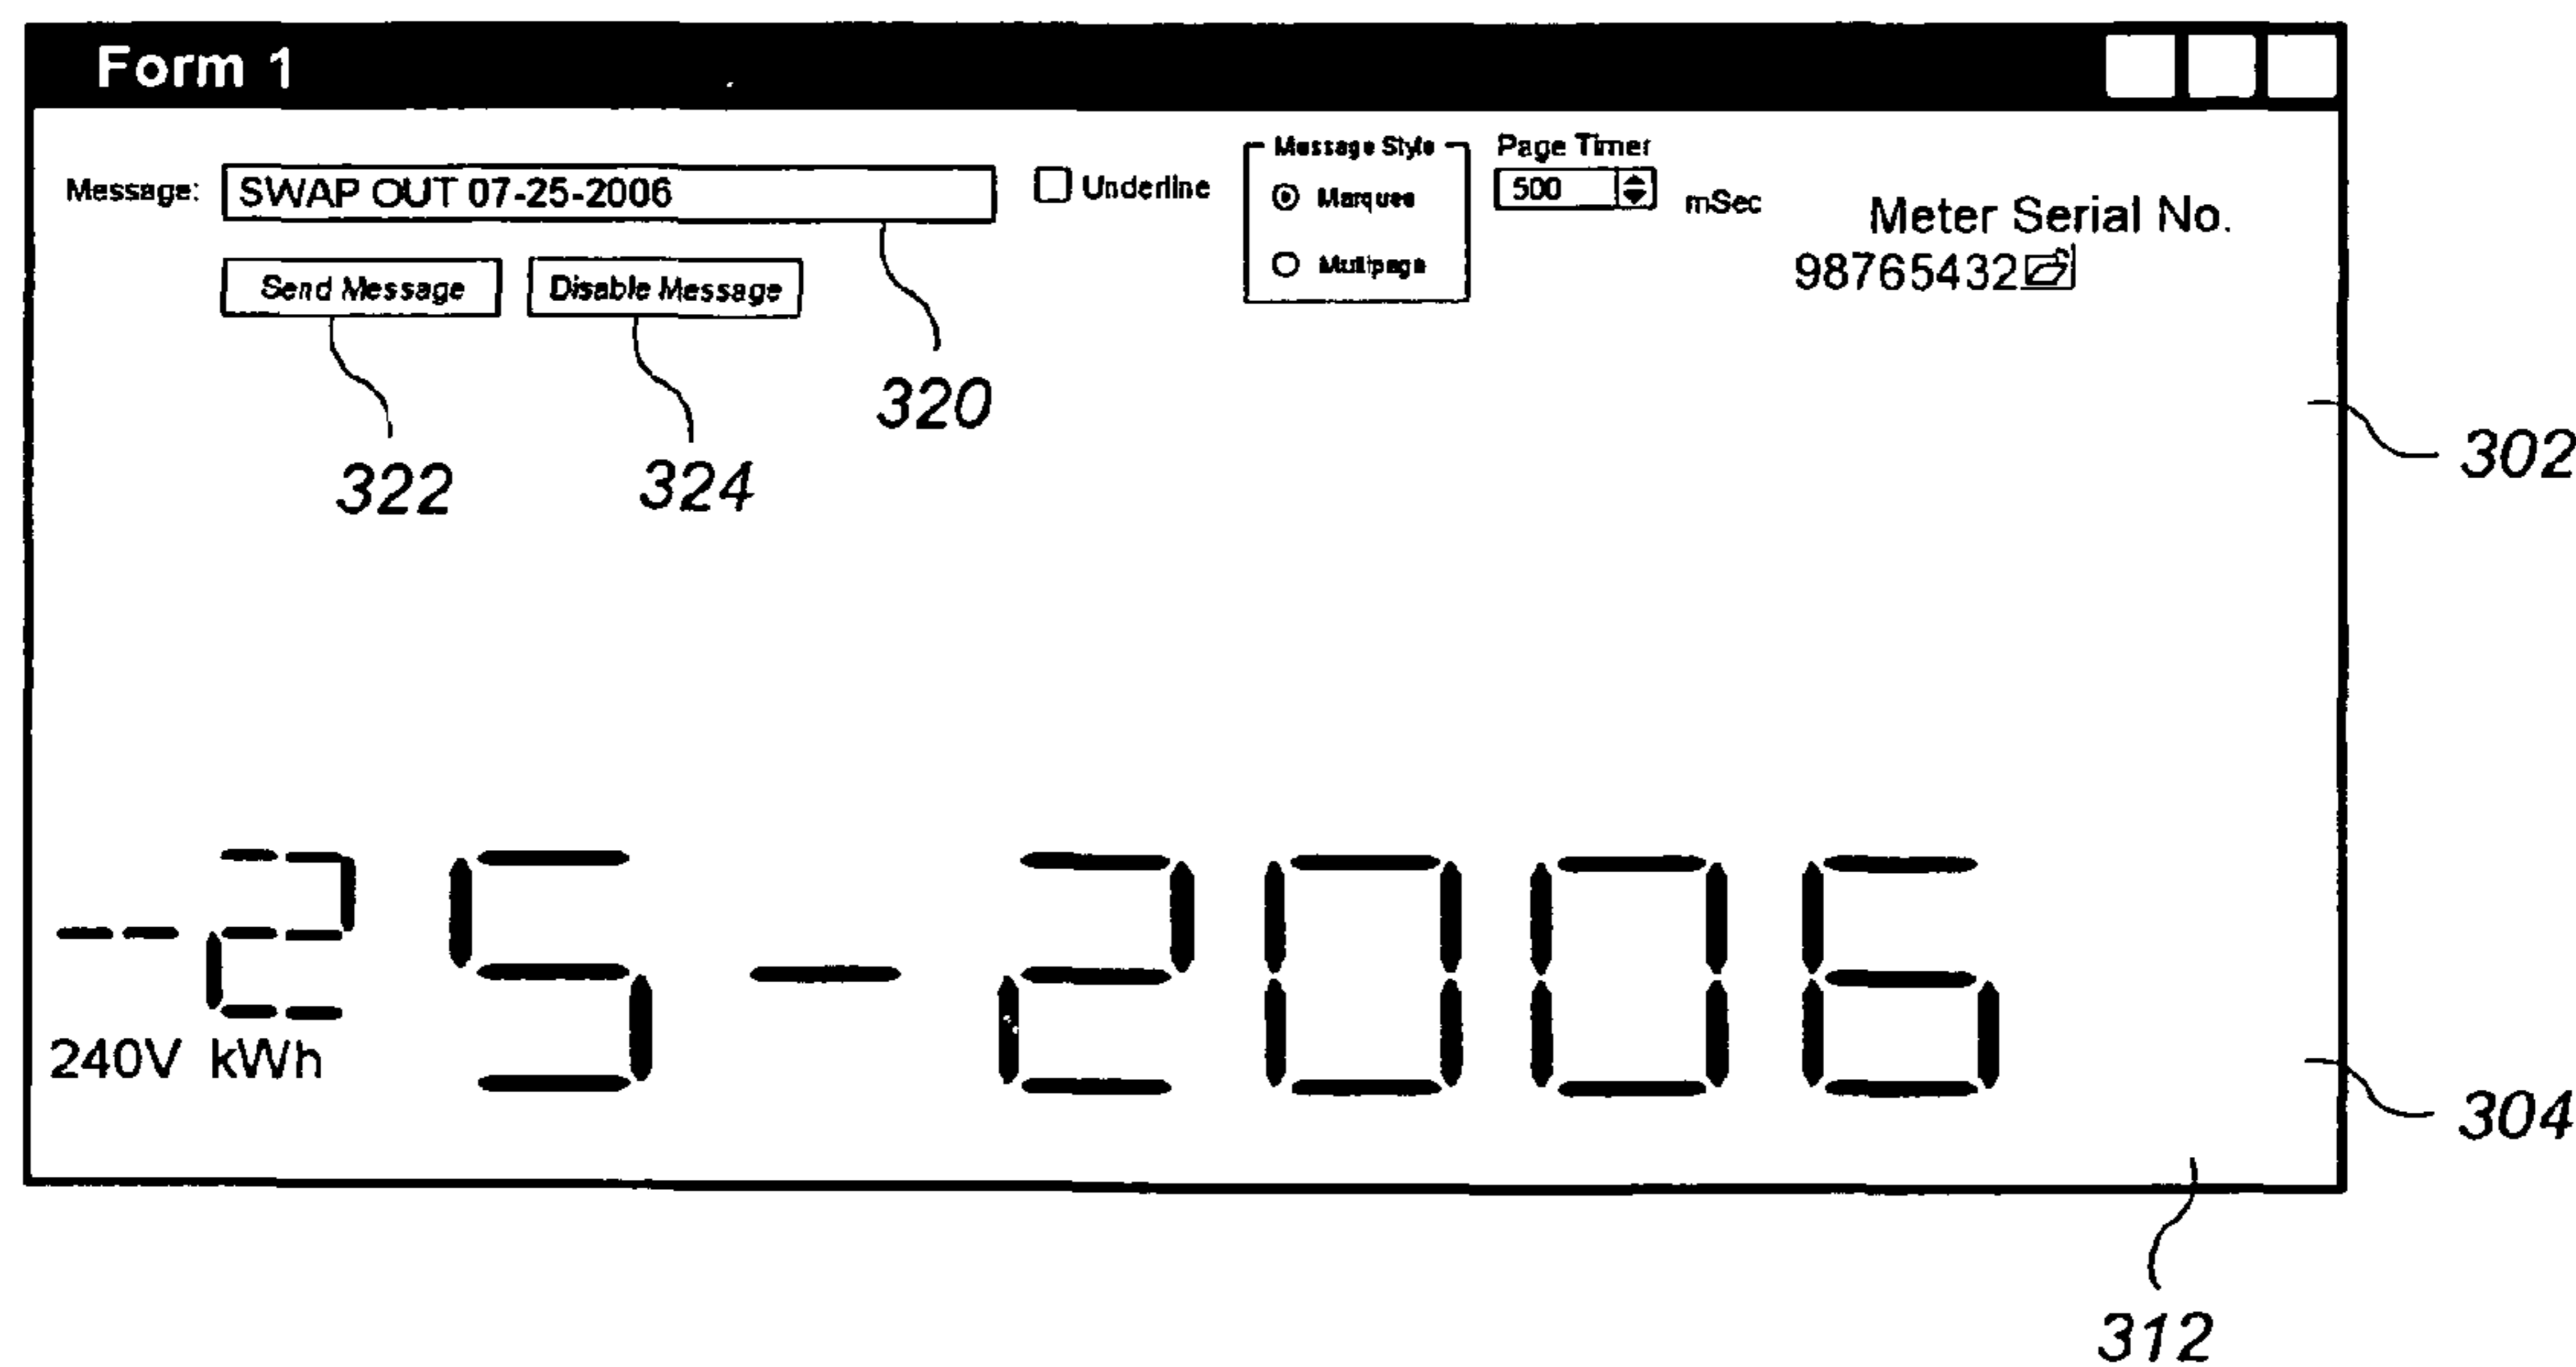 Form 1
Message: SWAP OUT 07-25-2006 Underline
Message Style
Marquee
Multipage
Page Timer
500 mSec
Meter Serial No.
98765432
Send Message Disable Message
320
322 324
302
-25-2006
240V kWh
304
312